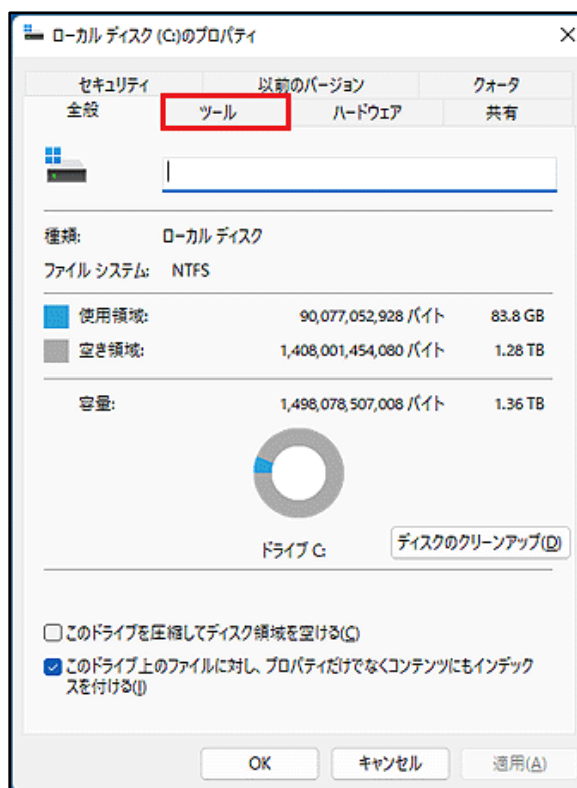 ローカル ディスク (C:)のプロパティ
セキュリティ 以前のバージョン クォータ
全般 ツール ハードウェア 共有
種類: ローカル ディスク
ファイル システム: NTFS
使用領域: 90,077,052,928 バイト 83.8 GB
空き領域: 1,408,001,454,080 バイト 1.28 TB
容量: 1,498,078,507,008 バイト 1.36 TB
ドライブ C:
ディスクのクリーンアップ(D)
このドライブを圧縮してディスク領域を空ける(C)
このドライブ上のファイルに対し、プロパティだけでなくコンテンツにもインデック
スを付ける(I)
OK キャンセル 適用(A)